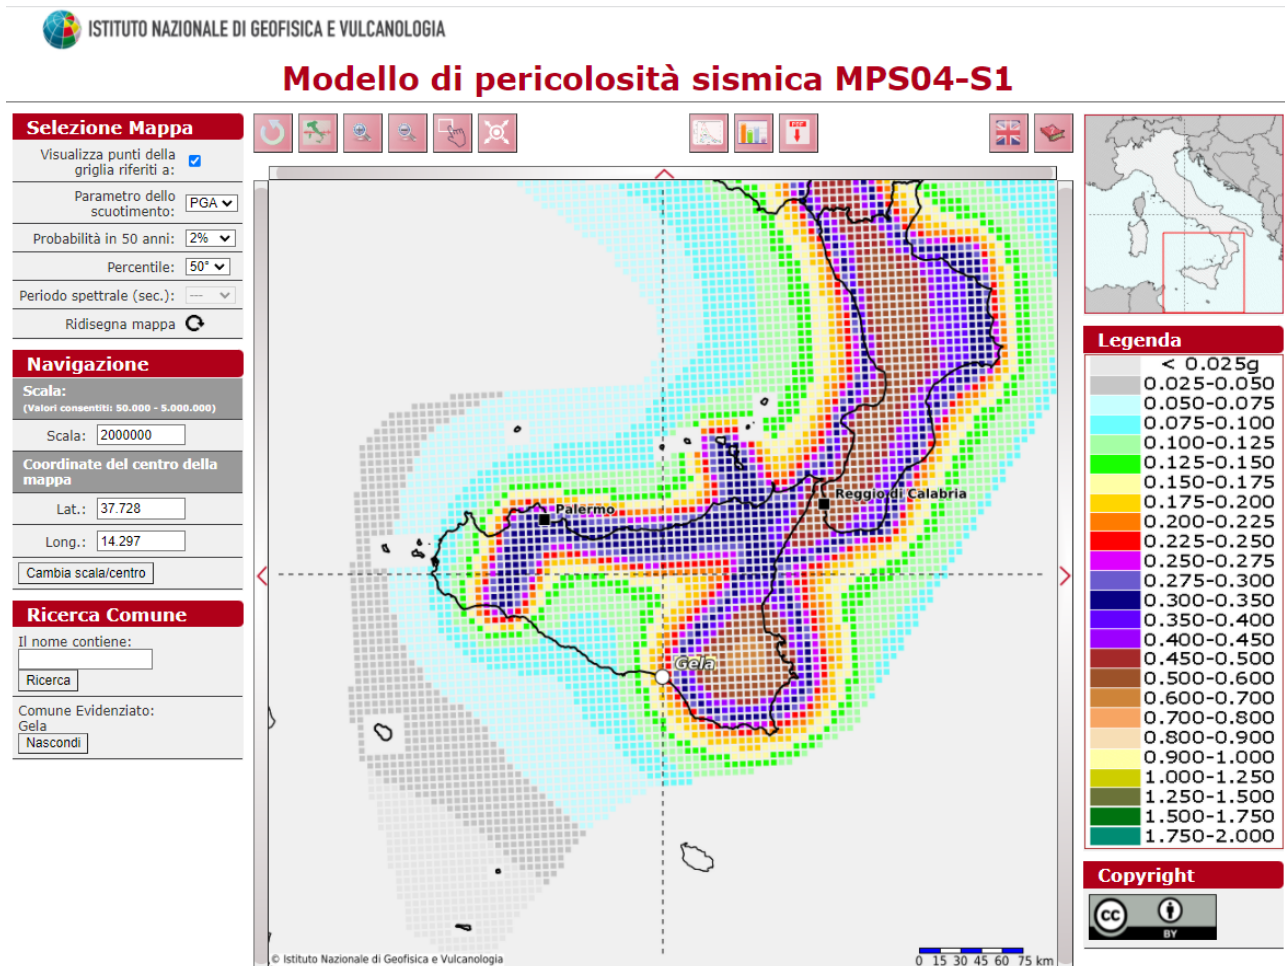 ISTITUTO NAZIONALE DI GEOFISICA E VULCANOLOGIA
Modello di pericolosità sismica MPS04-S1
Selezione Mappa
Visualizza punti della
griglia riferiti a:
Parametro dello
scuotimento: PGA
Probabilità in 50 anni: 2%
Percentile: 50°
Periodo spettrale (sec.): ---
Ridisegna mappa
Navigazione
Scala:
(Valori consentiti: 50.000 - 5.000.000)
Scala: 2000000
Coordinate del centro della
mappa
Lat.: 37.728
Long.: 14.297
Cambia scala/centro
Ricerca Comune
Il nome contiene:
Ricerca
Comune Evidenziato:
Gela
Nascondi
PDF
Palermo
Reggio di Calabria
Gela
© Istituto Nazionale di Geofisica e Vulcanologia
0 15 30 45 60 75 km
Legenda
< 0.025g
0.025-0.050
0.050-0.075
0.075-0.100
0.100-0.125
0.125-0.150
0.150-0.175
0.175-0.200
0.200-0.225
0.225-0.250
0.250-0.275
0.275-0.300
0.300-0.350
0.350-0.400
0.400-0.450
0.450-0.500
0.500-0.600
0.600-0.700
0.700-0.800
0.800-0.900
0.900-1.000
1.000-1.250
1.250-1.500
1.500-1.750
1.750-2.000
Copyright
cc
BY